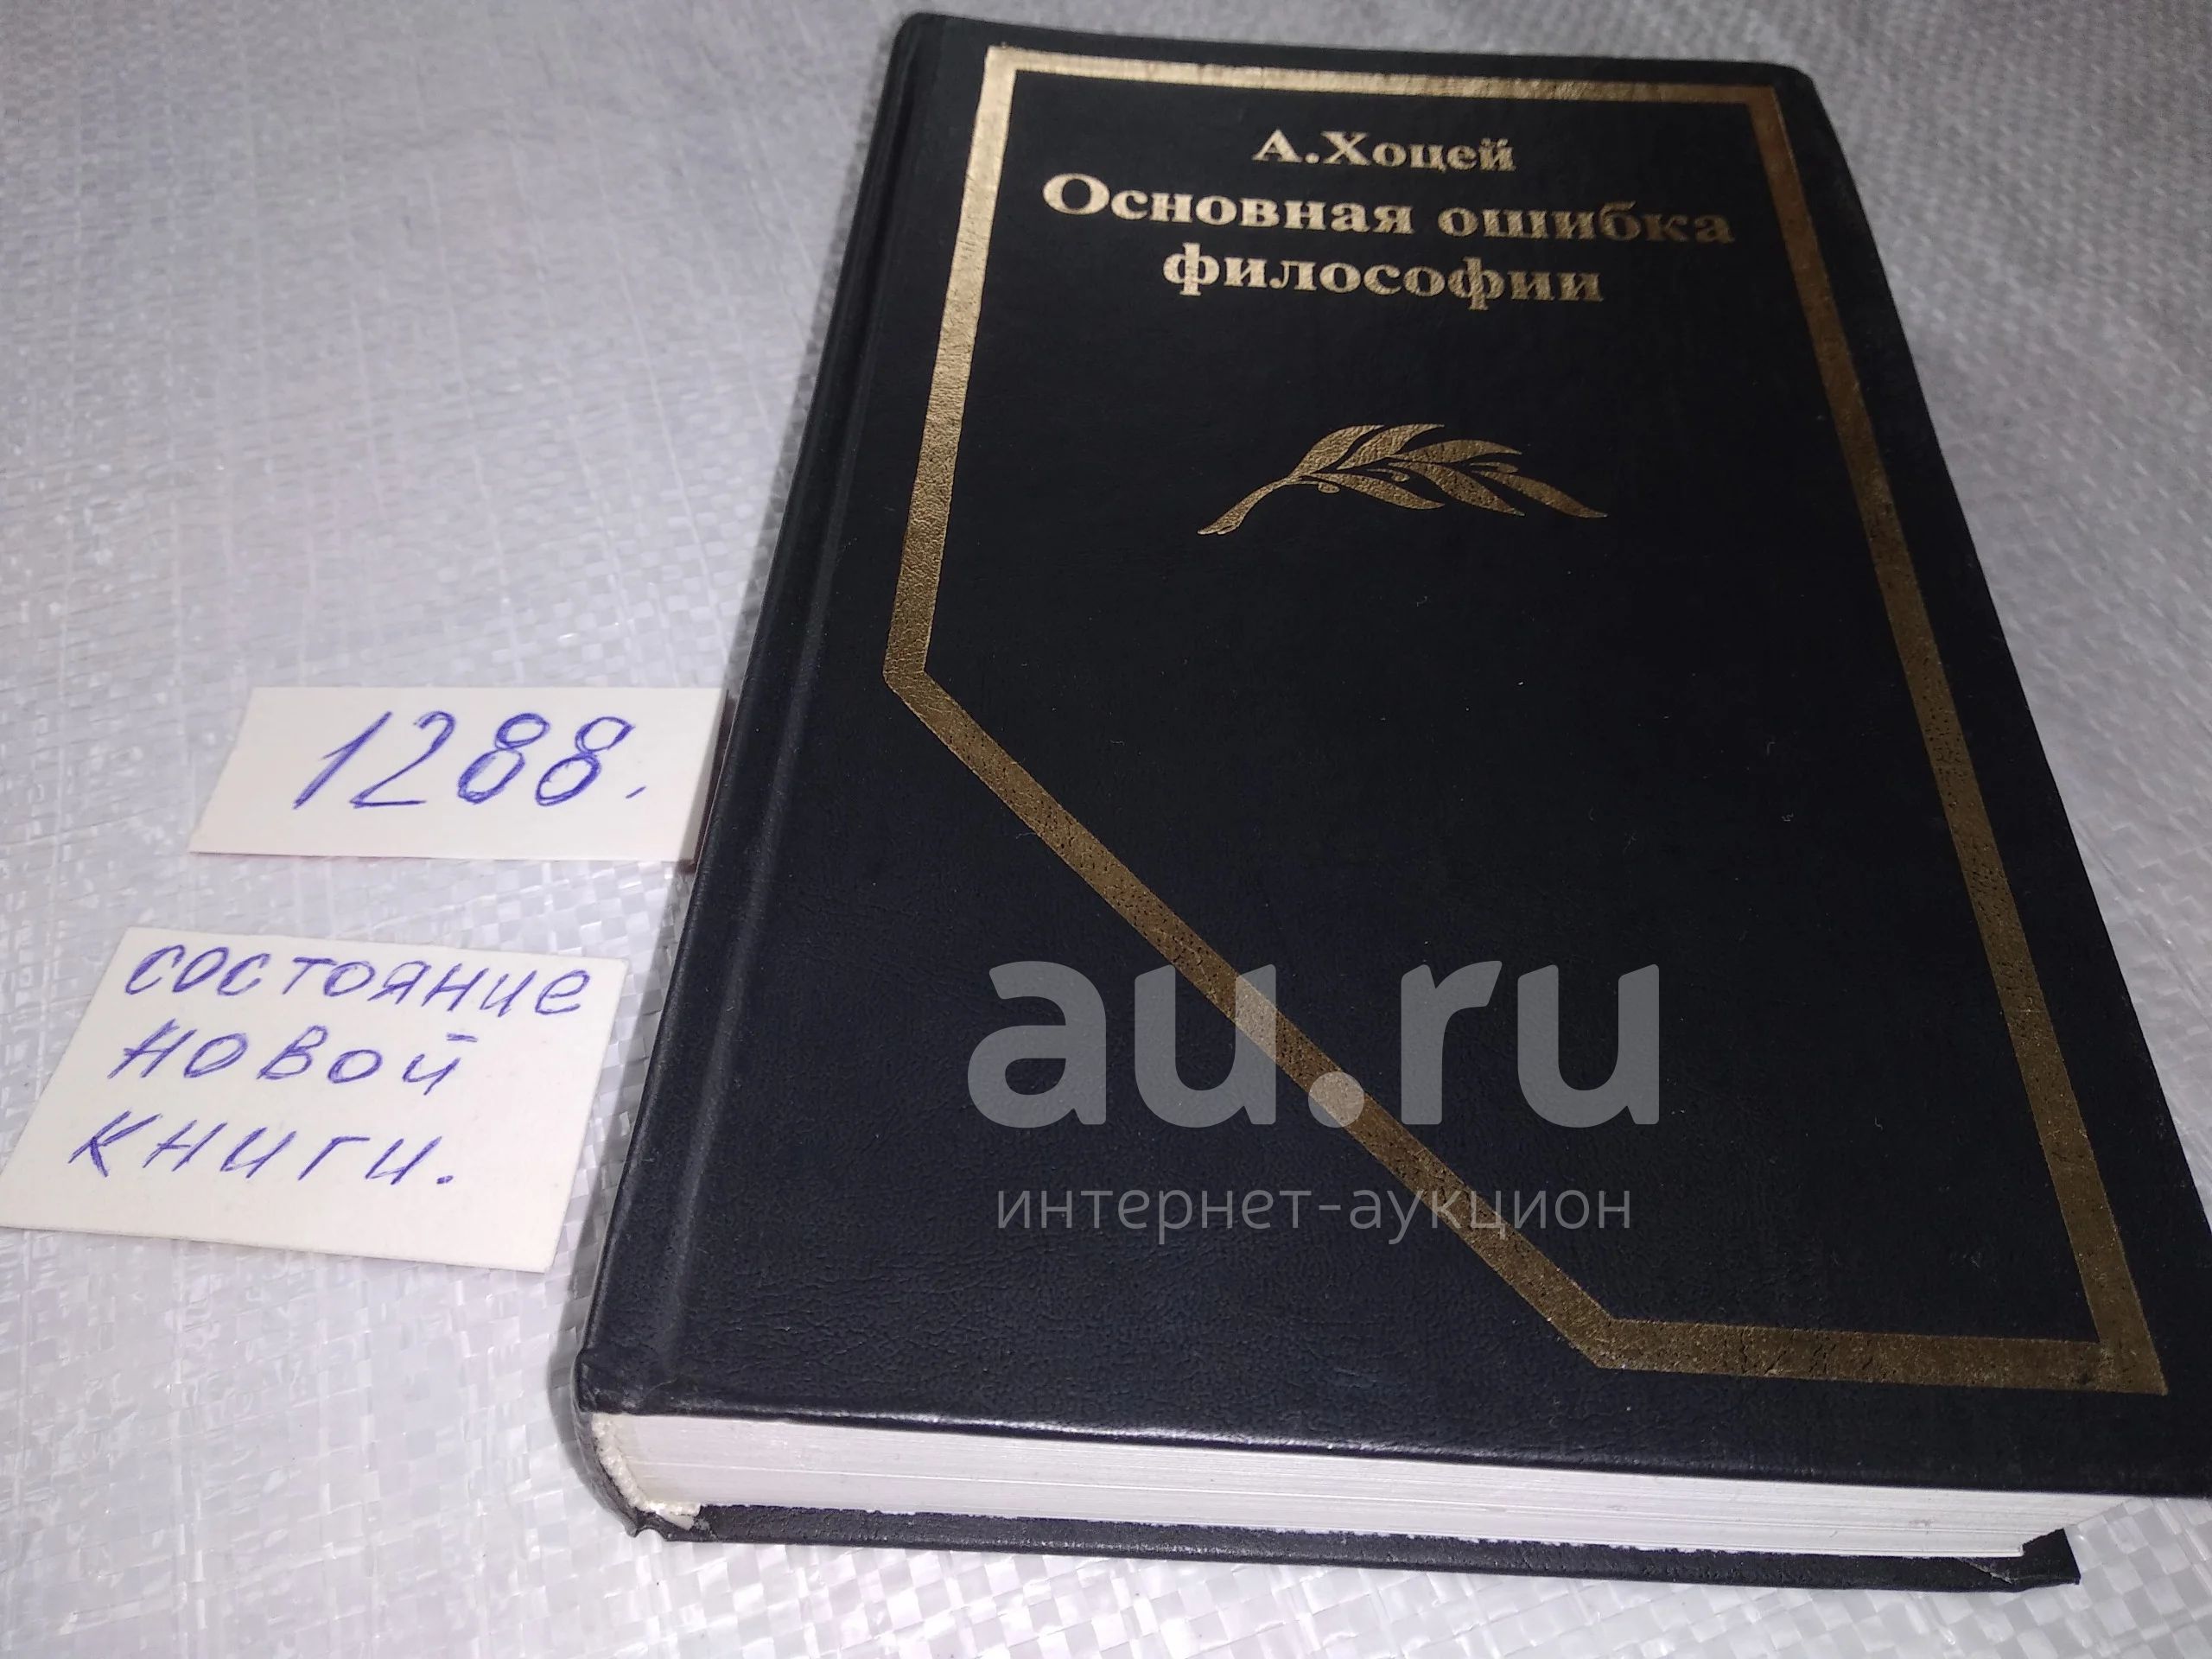 А.Хоцей
Основная ошибка
философии
1288.
состояние
новой
книги.
au.ru
интернет-аукцион